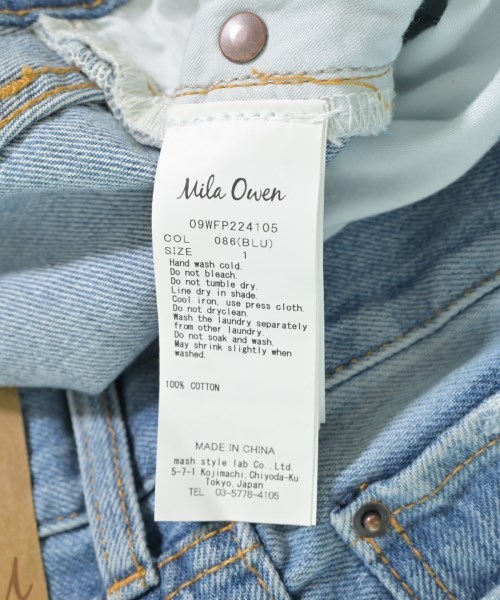 Mila Owen
09WFP224105
COL 086(BLU)
SIZE 1
Hand wash cold.
Do not bleach.
Do not tumble dry.
Line dry in shade.
Cool iron, use press cloth.
Do not dryclean.
Wash the laundry separately
from other laundry.
Do not soak and wash.
May shrink slightly when
washed.
100% COTTON
MADE IN CHINA
mash style lab Co.,Ltd.
5-7-1 Kojimachi,Chiyoda-Ku
Tokyo,Japan
TEL 03-5778-4105